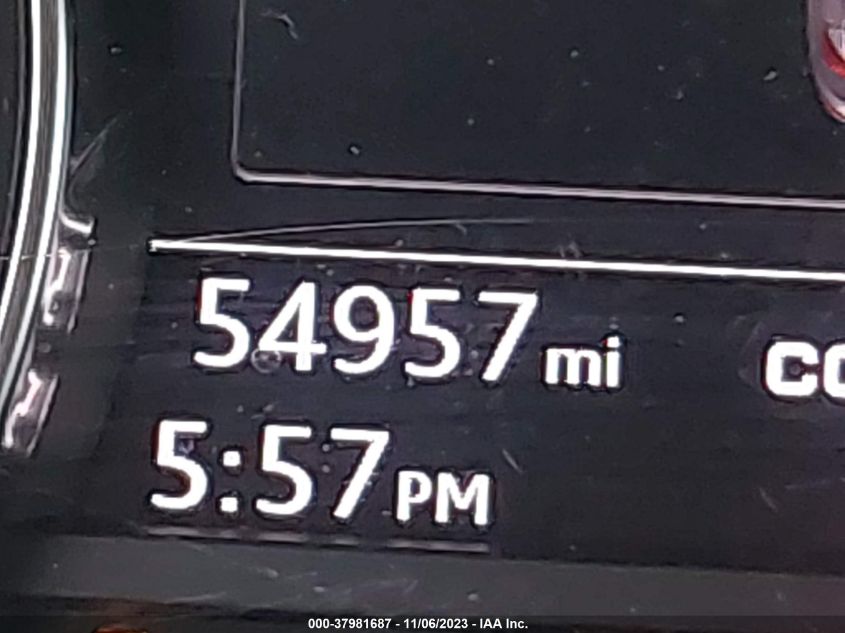 54957 mi
5:57 PM
000-37981687 - 11/06/2023 - IAA Inc.